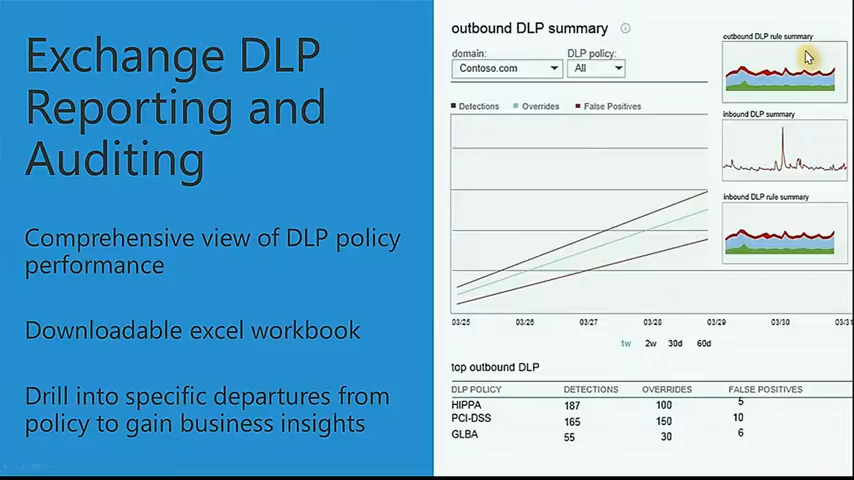 Exchange DLP
Reporting and
Auditing
Comprehensive view of DLP policy
performance
Downloadable excel workbook
Drill into specific departures from
policy to gain business insights
outbound DLP summary
domain: DLP policy:
Contoso.com All
Detections Overrides False Positives
03/25 03/26 03/27 03/28 03/29 03/30 03/31
1w 2w 30d 60d
outbound DLP rule summary
inbound DLP summary
inbound DLP rule summary
top outbound DLP
DLP POLICY DETECTIONS OVERRIDES FALSE POSITIVES
HIPPA 187 100 5
PCI-DSS 165 150 10
GLBA 55 30 6